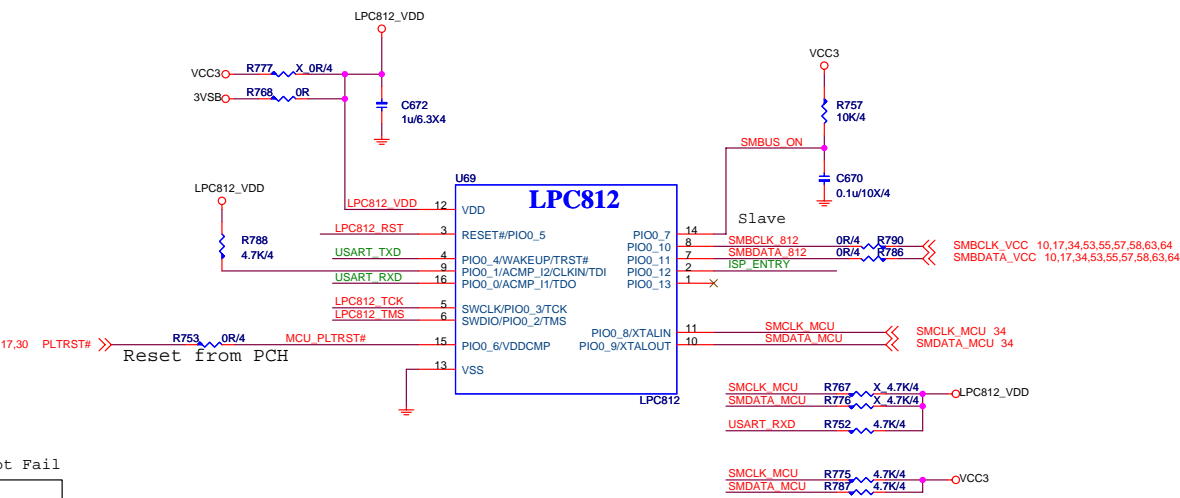 LPC812_VDD
VCC3 R777 X_0R/4
3VSB R768 0R
C672
1u/6.3X4
VCC3
R757
10K/4
SMBUS_ON
C670
0.1u/10X/4
LPC812_VDD
R788
4.7K/4
U69
LPC812
LPC812_VDD 12 VDD
LPC812_RST 3 RESET#/PIO0_5
USART_TXD 4 PIO0_4/WAKEUP/TRST#
9 PIO0_1/ACMP_I2/CLKIN/TDI
USART_RXD 16 PIO0_0/ACMP_I1/TDO
LPC812_TCK 5 SWCLK/PIO0_3/TCK
LPC812_TMS 6 SWDIO/PIO0_2/TMS
17,30 PLTRST# R753 0R/4 MCU_PLTRST# 15 PIO0_6/VDDCMP
Reset from PCH
13 VSS
Slave
PIO0_7 14
PIO0_10 8 SMBCLK_812 0R/4 R790 SMBCLK_VCC 10,17,34,53,55,57,58,63,64
PIO0_11 7 SMBDATA_812 0R/4 R786 SMBDATA_VCC 10,17,34,53,55,57,58,63,64
PIO0_12 2 ISP_ENTRY
PIO0_13 1
PIO0_8/XTALIN 11 SMCLK_MCU SMCLK_MCU 34
PIO0_9/XTALOUT 10 SMDATA_MCU SMDATA_MCU 34
LPC812
SMCLK_MCU R767 X_4.7K/4 LPC812_VDD
SMDATA_MCU R776 X_4.7K/4
USART_RXD R752 4.7K/4
SMCLK_MCU R775 4.7K/4 VCC3
SMDATA_MCU R787 4.7K/4
ot Fail